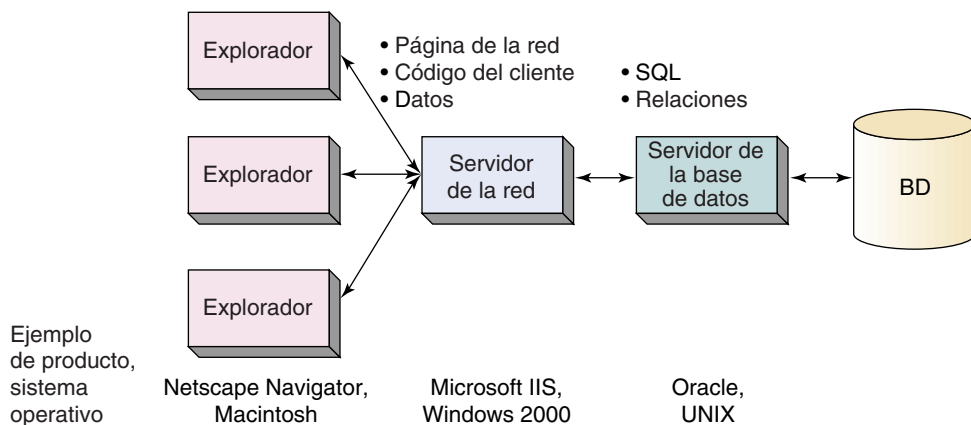 Explorador
• Página de la red
• Código del cliente
• Datos
• SQL
• Relaciones
Explorador
Servidor
de la red
Servidor de
la base
de datos
BD
Explorador
Ejemplo
de producto,
sistema
operativo
Netscape Navigator,
Macintosh
Microsoft IIS,
Windows 2000
Oracle,
UNIX